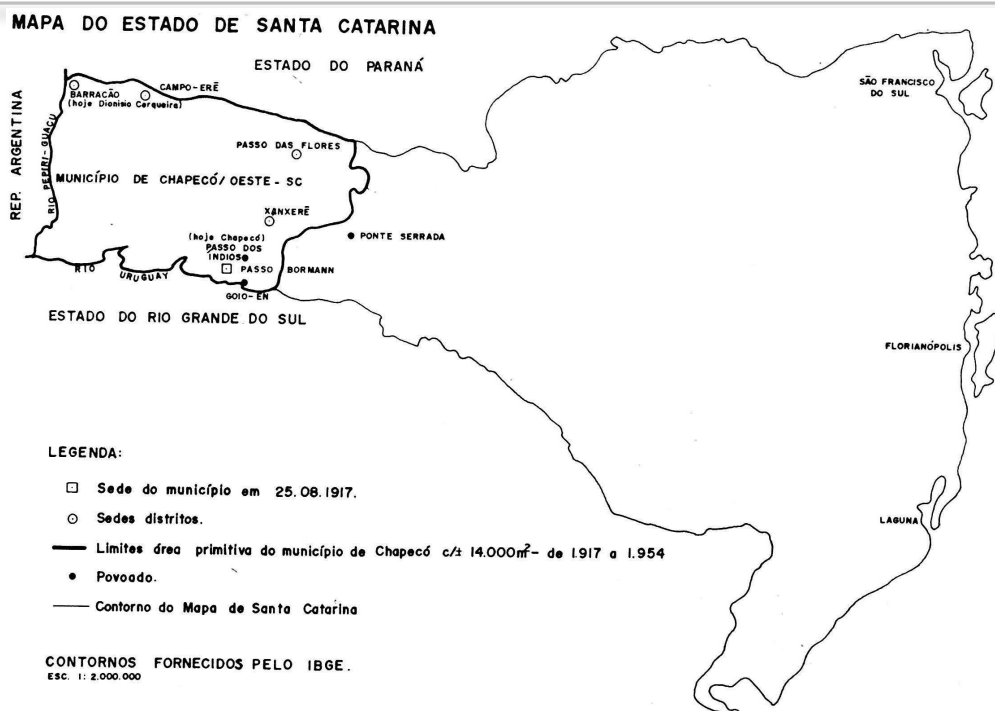 MAPA DO ESTADO DE SANTA CATARINA
ESTADO DO PARANÁ
REP. ARGENTINA
RIO PEPIRI-GUAÇU
BARRACÃO
(hoje Dionisio Cerqueira)
CAMPO-ERÊ
SÃO FRANCISCO
DO SUL
PASSO DAS FLORES
MUNICÍPIO DE CHAPECÓ/OESTE-SC
XANXERÊ
(hoje Chapecó)
PASSO DOS
ÍNDIOS
PONTE SERRADA
PASSO BORMANN
RIO URUGUAY
GOIO-EN
ESTADO DO RIO GRANDE DO SUL
FLORIANÓPOLIS
LAGUNA
LEGENDA:
Sede do município em 25.08.1917.
Sedes distritos.
Limites área primitiva do município de Chapecó c/± 14.000m²- de 1.917 a 1.954
Povoado.
Contorno do Mapa de Santa Catarina
CONTORNOS FORNECIDOS PELO IBGE.
ESC. 1: 2.000.000